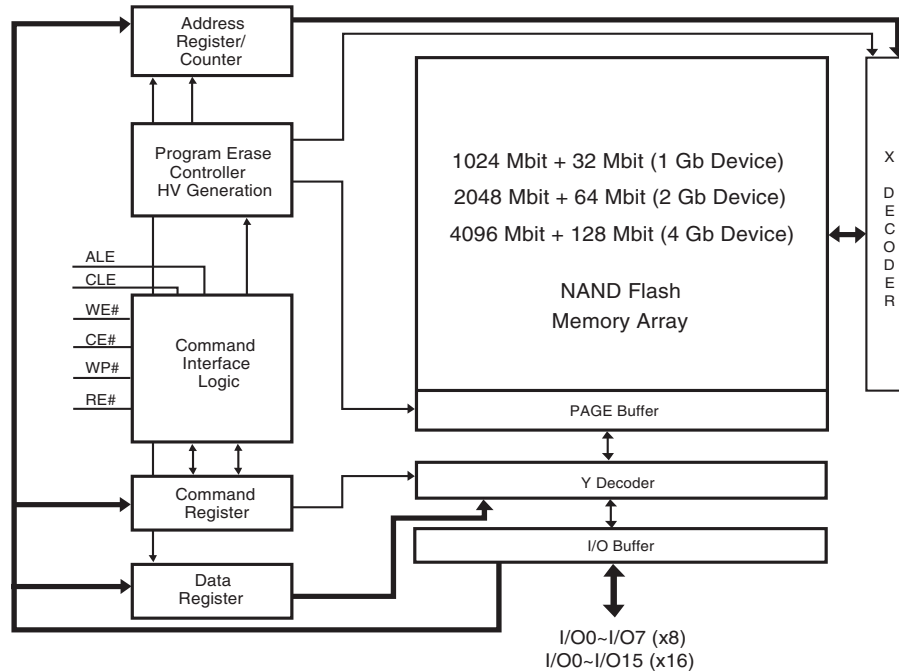 Address
Register/
Counter
Program Erase
Controller
HV Generation
ALE
CLE
WE#
CE#
WP#
RE#
Command
Interface
Logic
Command
Register
Data
Register
1024 Mbit + 32 Mbit (1 Gb Device)
2048 Mbit + 64 Mbit (2 Gb Device)
4096 Mbit + 128 Mbit (4 Gb Device)
NAND Flash
Memory Array
PAGE Buffer
Y Decoder
I/O Buffer
I/O0~I/O7 (x8)
I/O0~I/O15 (x16)
X
DECODER